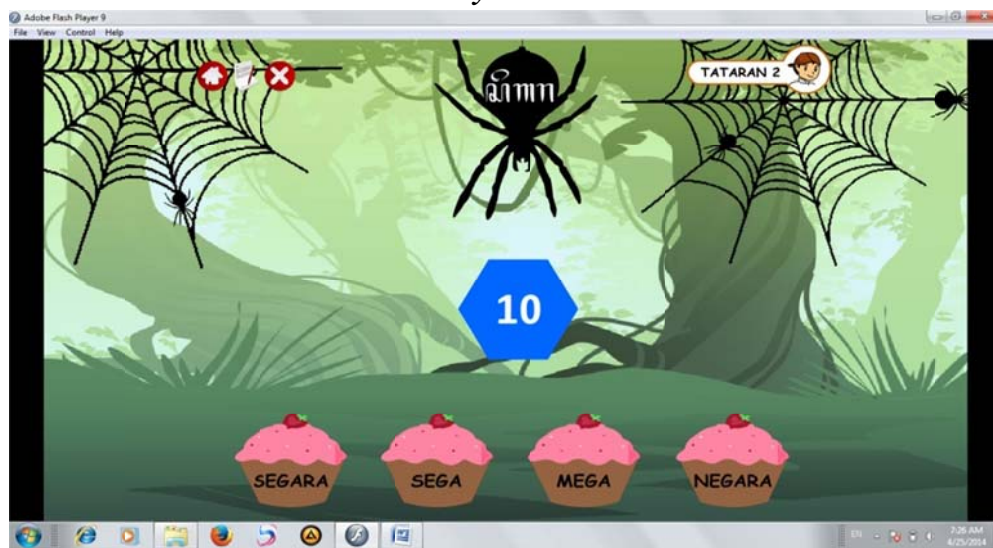 Adobe Flash Player 9
File View Control Help
TATARAN 2
10
SEGARA SEGA MEGA NEGARA
EN
7:26 AM
4/25/2014